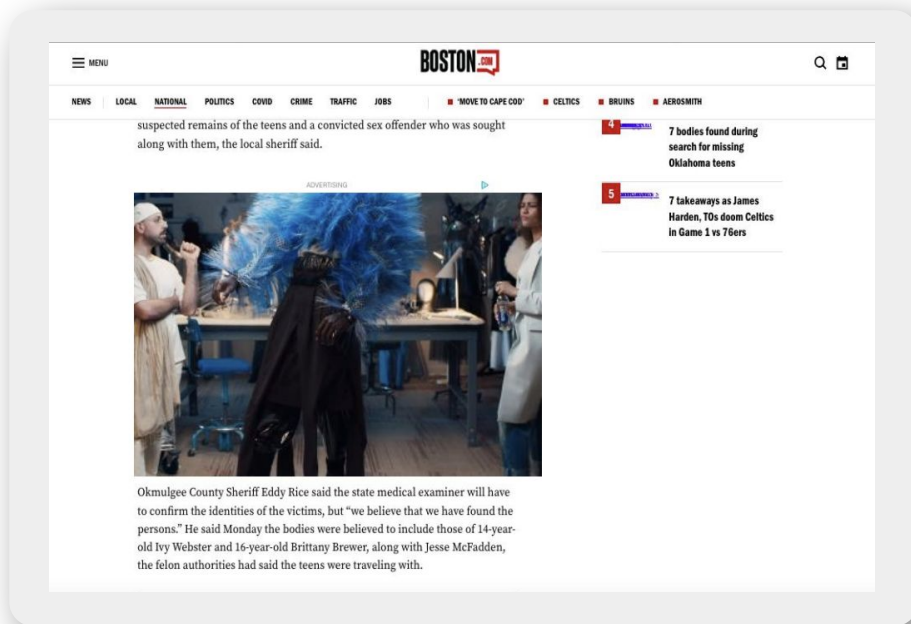 MENU
BOSTON.COM
NEWS LOCAL NATIONAL POLITICS COVID CRIME TRAFFIC JOBS 'MOVE TO CAPE COD' CELTICS BRUINS AEROSMITH
suspected remains of the teens and a convicted sex offender who was sought
along with them, the local sheriff said.
ADVERTISING
Okmulgee County Sheriff Eddy Rice said the state medical examiner will have
to confirm the identities of the victims, but “we believe that we have found the
persons.” He said Monday the bodies were believed to include those of 14-year-
old Ivy Webster and 16-year-old Brittany Brewer, along with Jesse McFadden,
the felon authorities had said the teens were traveling with.
4
7 bodies found during
search for missing
Oklahoma teens
5
7 takeaways as James
Harden, TOs doom Celtics
in Game 1 vs 76ers